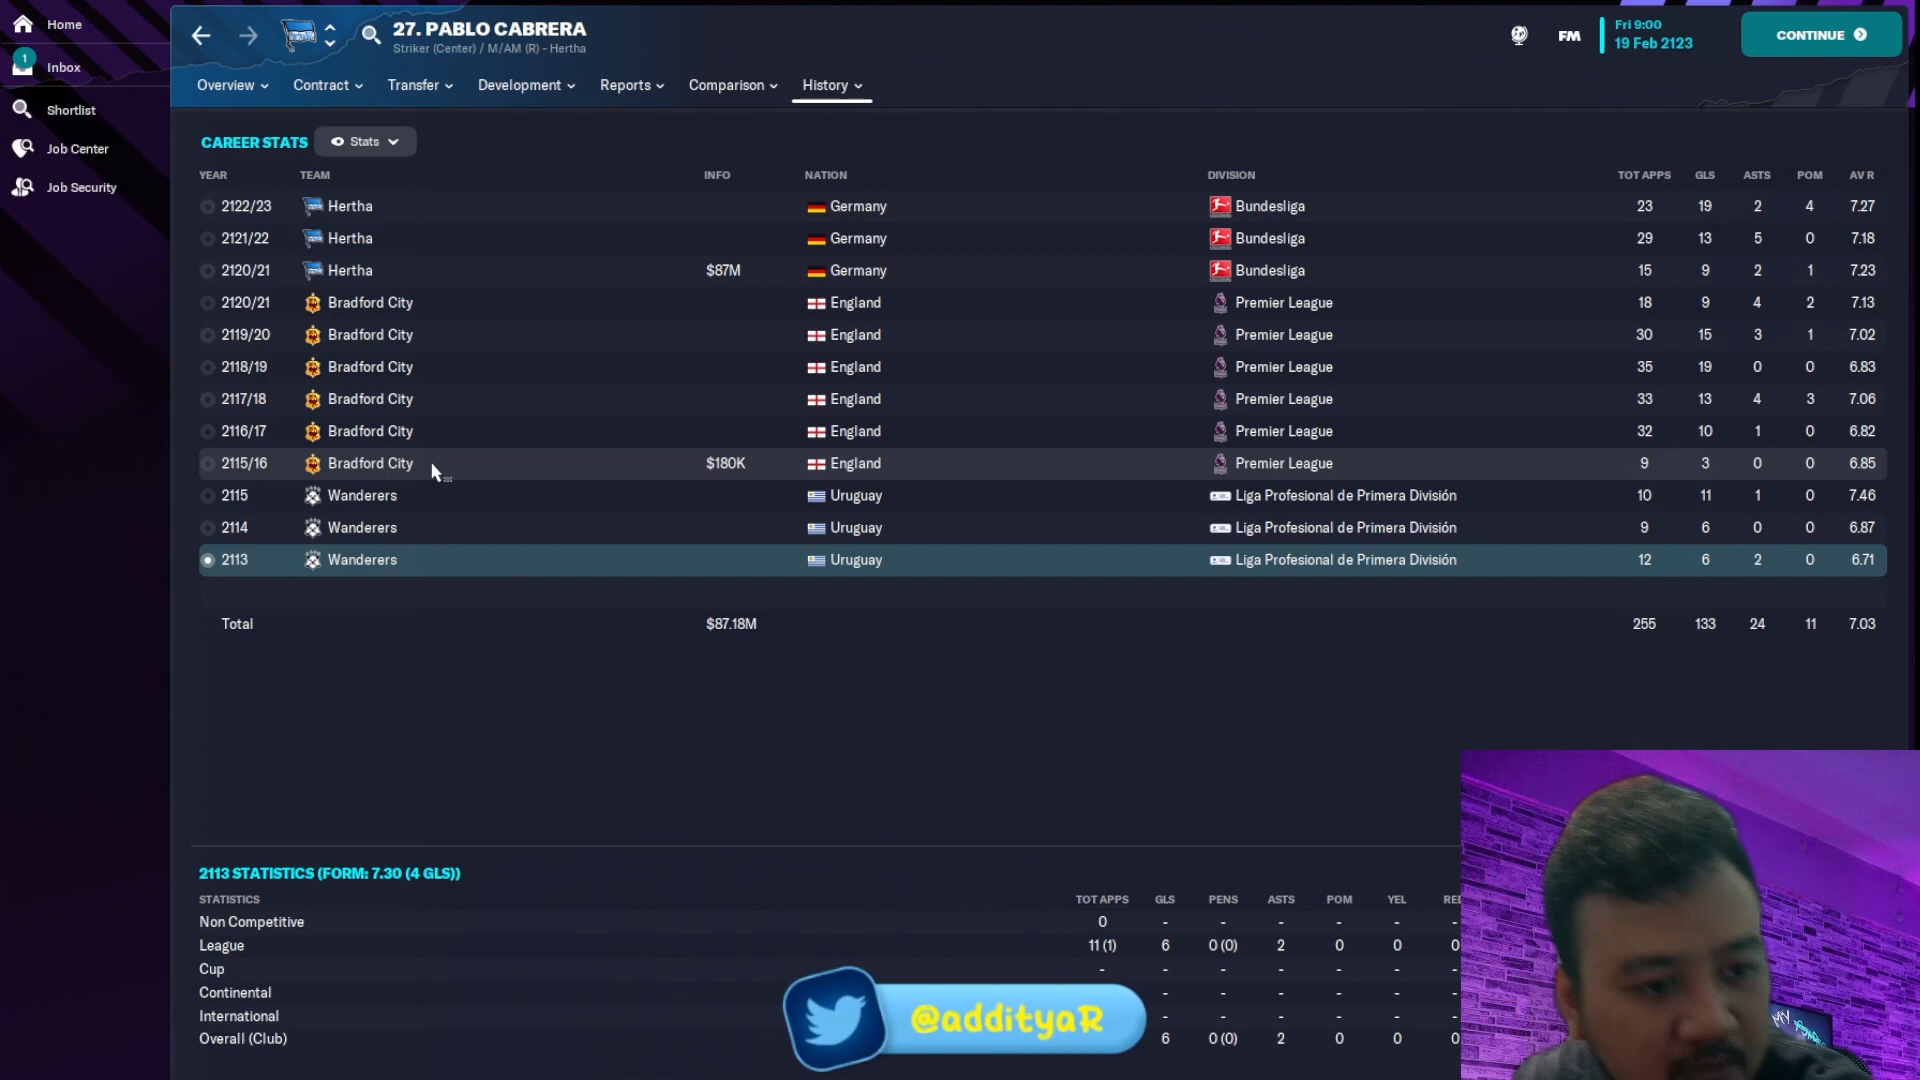 Home
1
Inbox
Shortlist
Job Center
Job Security
27. PABLO CABRERA
Striker (Center) / M/AM (R) - Hertha
FM
Fri 9:00
19 Feb 2123
CONTINUE
Overview Contract Transfer Development Reports Comparison History
CAREER STATS Stats
YEAR TEAM INFO NATION DIVISION TOT APPS GLS ASTS POM AV R
2122/23 Hertha Germany Bundesliga 23 19 2 4 7.27
2121/22 Hertha Germany Bundesliga 29 13 5 0 7.18
2120/21 Hertha $87M Germany Bundesliga 15 9 2 1 7.23
2120/21 Bradford City England Premier League 18 9 4 2 7.13
2119/20 Bradford City England Premier League 30 15 3 1 7.02
2118/19 Bradford City England Premier League 35 19 0 0 6.83
2117/18 Bradford City England Premier League 33 13 4 3 7.06
2116/17 Bradford City England Premier League 32 10 1 0 6.82
2115/16 Bradford City $180K England Premier League 9 3 0 0 6.85
2115 Wanderers Uruguay Liga Profesional de Primera División 10 11 1 0 7.46
2114 Wanderers Uruguay Liga Profesional de Primera División 9 6 0 0 6.87
2113 Wanderers Uruguay Liga Profesional de Primera División 12 6 2 0 6.71
Total $87.18M 255 133 24 11 7.03
2113 STATISTICS (FORM: 7.30 (4 GLS))
STATISTICS TOT APPS GLS PENS ASTS POM YEL
Non Competitive 0 - - - - - -
League 11 (1) 6 0 (0) 2 0 0 0
Cup - - - - - - -
Continental - - - - - -
International - - - - - -
Overall (Club) 6 0 (0) 2 0 0 0
@addityaR
MY